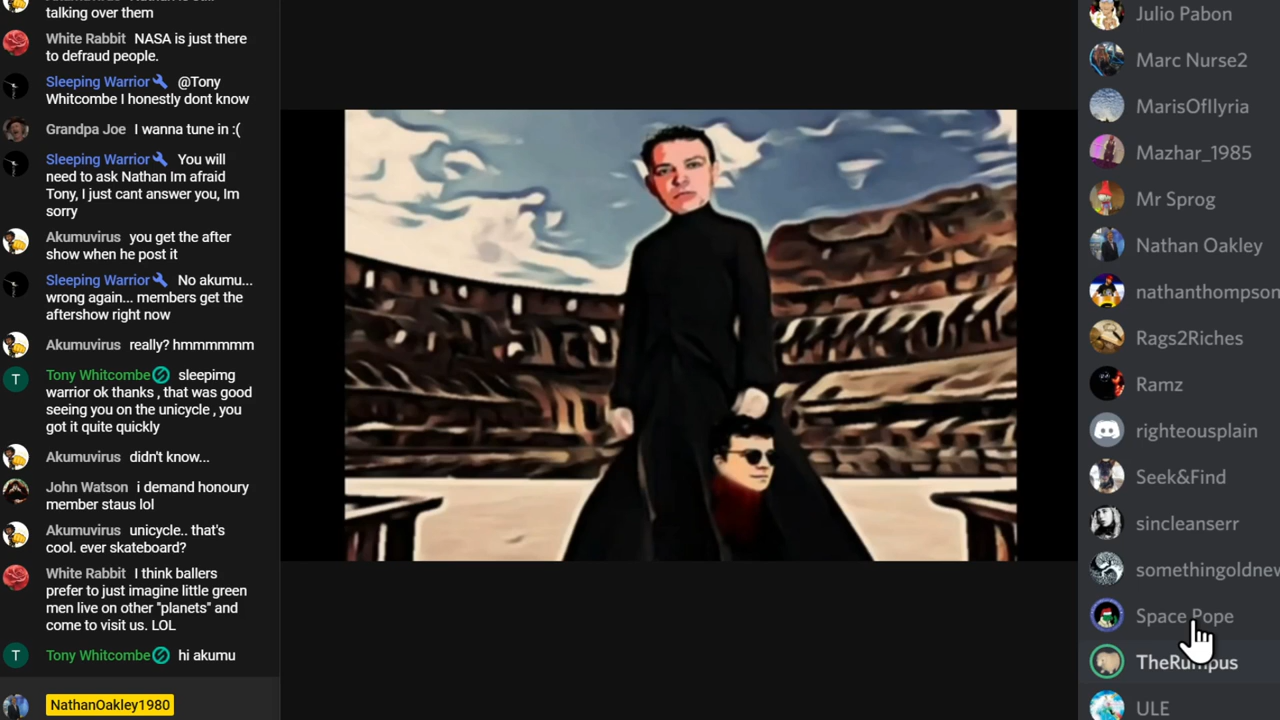 talking over them
White Rabbit NASA is just there
to defraud people.
Sleeping Warrior @Tony
Whitcombe I honestly dont know
Grandpa Joe I wanna tune in :(
Sleeping Warrior You will
need to ask Nathan Im afraid
Tony, I just cant answer you, Im
sorry
Akumuvirus you get the after
show when he post it
Sleeping Warrior No akumu...
wrong again... members get the
aftershow right now
Akumuvirus really? hmmmmmm
T
Tony Whitcombe sleepimg
warrior ok thanks , that was good
seeing you on the unicycle , you
got it quite quickly
Akumuvirus didn't know...
John Watson i demand honoury
member staus lol
Akumuvirus unicycle.. that's
cool. ever skateboard?
White Rabbit I think ballers
prefer to just imagine little green
men live on other "planets" and
come to visit us. LOL
T
Tony Whitcombe hi akumu
NathanOakley1980
Julio Pabon
Marc Nurse2
MarisOfIlyria
Mazhar_1985
Mr Sprog
Nathan Oakley
nathanthompson
Rags2Riches
Ramz
righteousplain
Seek&Find
sincleanserr
somethingoldnew
Space Pope
TheRumpus
ULE